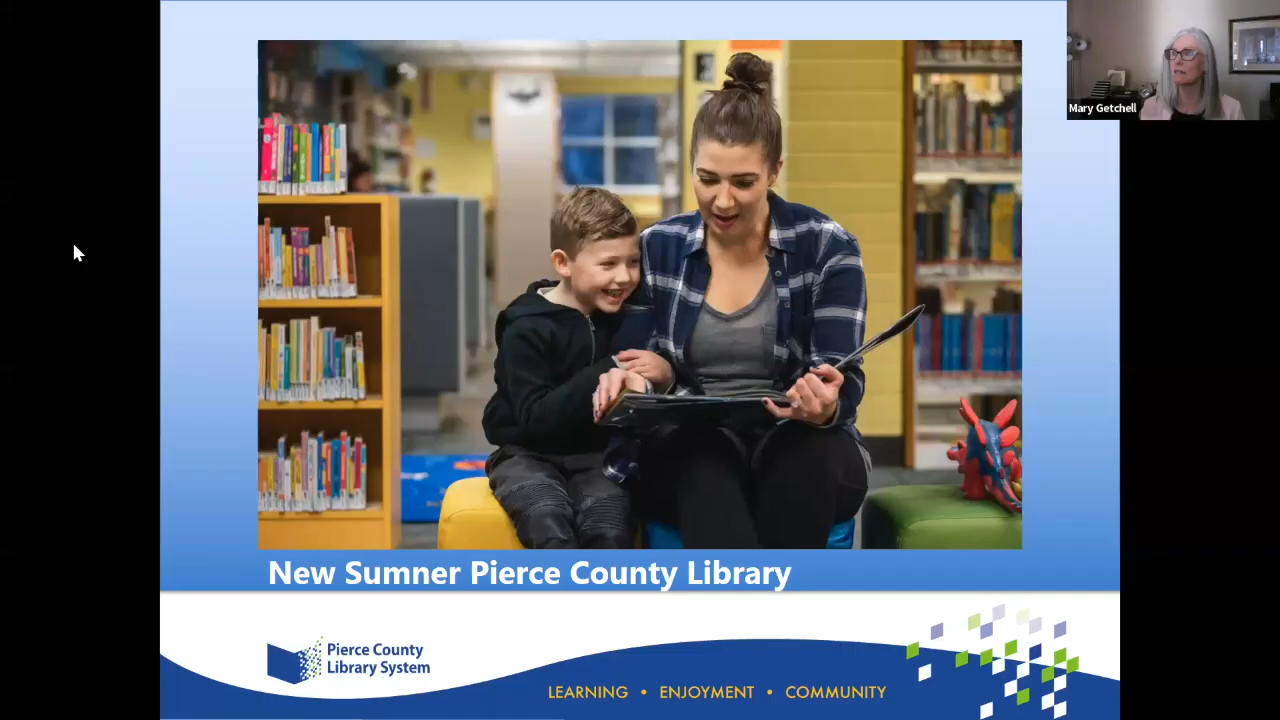 Mary Getchell
New Sumner Pierce County Library
Pierce County
Library System
LEARNING • ENJOYMENT • COMMUNITY